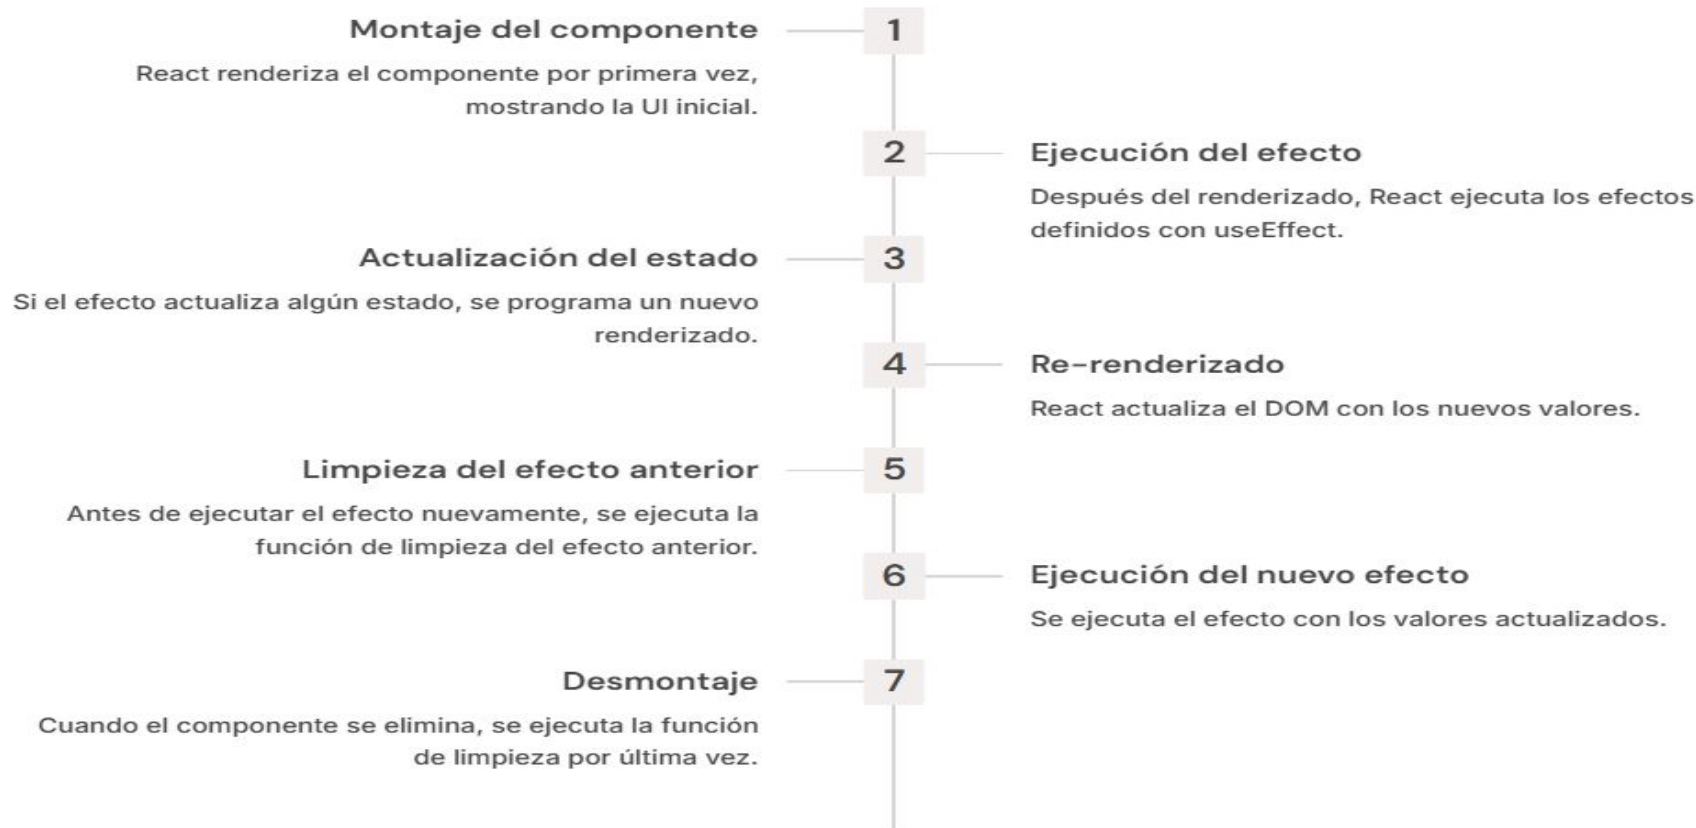 Montaje del componente
1
React renderiza el componente por primera vez,
mostrando la UI inicial.
2
Ejecución del efecto
Después del renderizado, React ejecuta los efectos
definidos con useEffect.
Actualización del estado
3
Si el efecto actualiza algún estado, se programa un nuevo
renderizado.
4
Re-renderizado
React actualiza el DOM con los nuevos valores.
Limpieza del efecto anterior
5
Antes de ejecutar el efecto nuevamente, se ejecuta la
función de limpieza del efecto anterior.
6
Ejecución del nuevo efecto
Se ejecuta el efecto con los valores actualizados.
Desmontaje
7
Cuando el componente se elimina, se ejecuta la función
de limpieza por última vez.